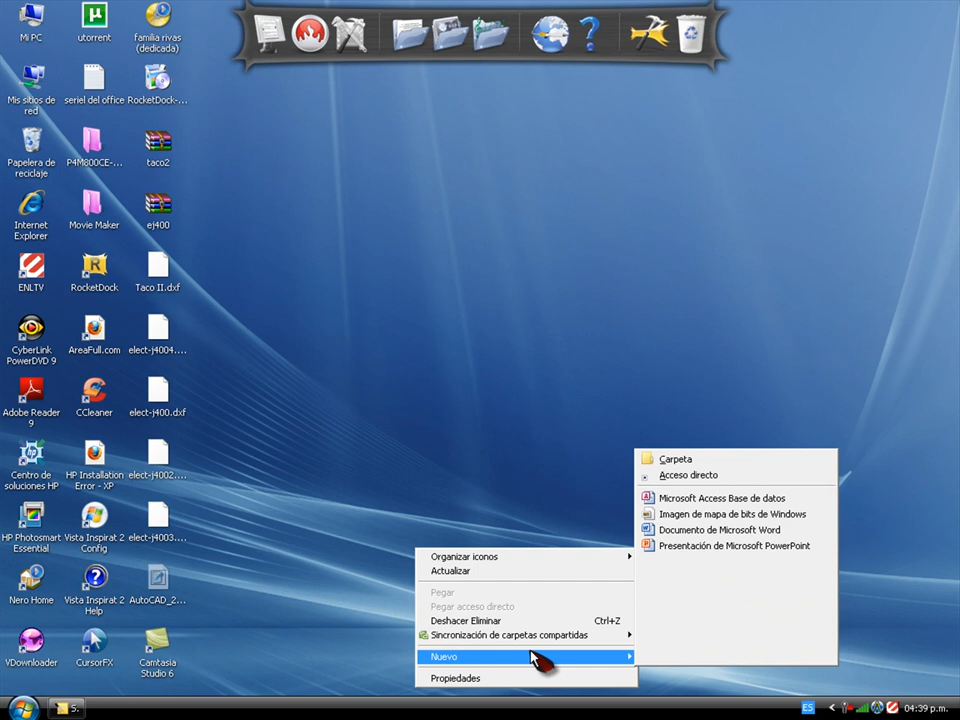 Mi PC
utorrent
familia rivas
(dedicada)
Mis sitios de
red
seriel del office
RocketDock-...
Papelera de
reciclaje
P4M800CE-...
taco2
Internet
Explorer
Movie Maker
ej400
ENLTV
RocketDock
Taco II.dxf
CyberLink
PowerDVD 9
AreaFull.com
elect-j4004....
Adobe Reader
9
CCleaner
elect-j400.dxf
Centro de
soluciones HP
HP Installation
Error - XP
elect-j4002....
HP Photosmart
Essential
Vista Inspirat 2
Config
elect-j4003....
Nero Home
Vista Inspirat 2
Help
AutoCAD_2...
VDownloader
CursorFX
Camtasia
Studio 6
Organizar iconos
Actualizar
Pegar
Pegar acceso directo
Deshacer Eliminar Ctrl+Z
Sincronización de carpetas compartidas
Nuevo
Propiedades
Carpeta
Acceso directo
Microsoft Access Base de datos
Imagen de mapa de bits de Windows
Documento de Microsoft Word
Presentación de Microsoft PowerPoint
5.
ES
04:39 p.m.